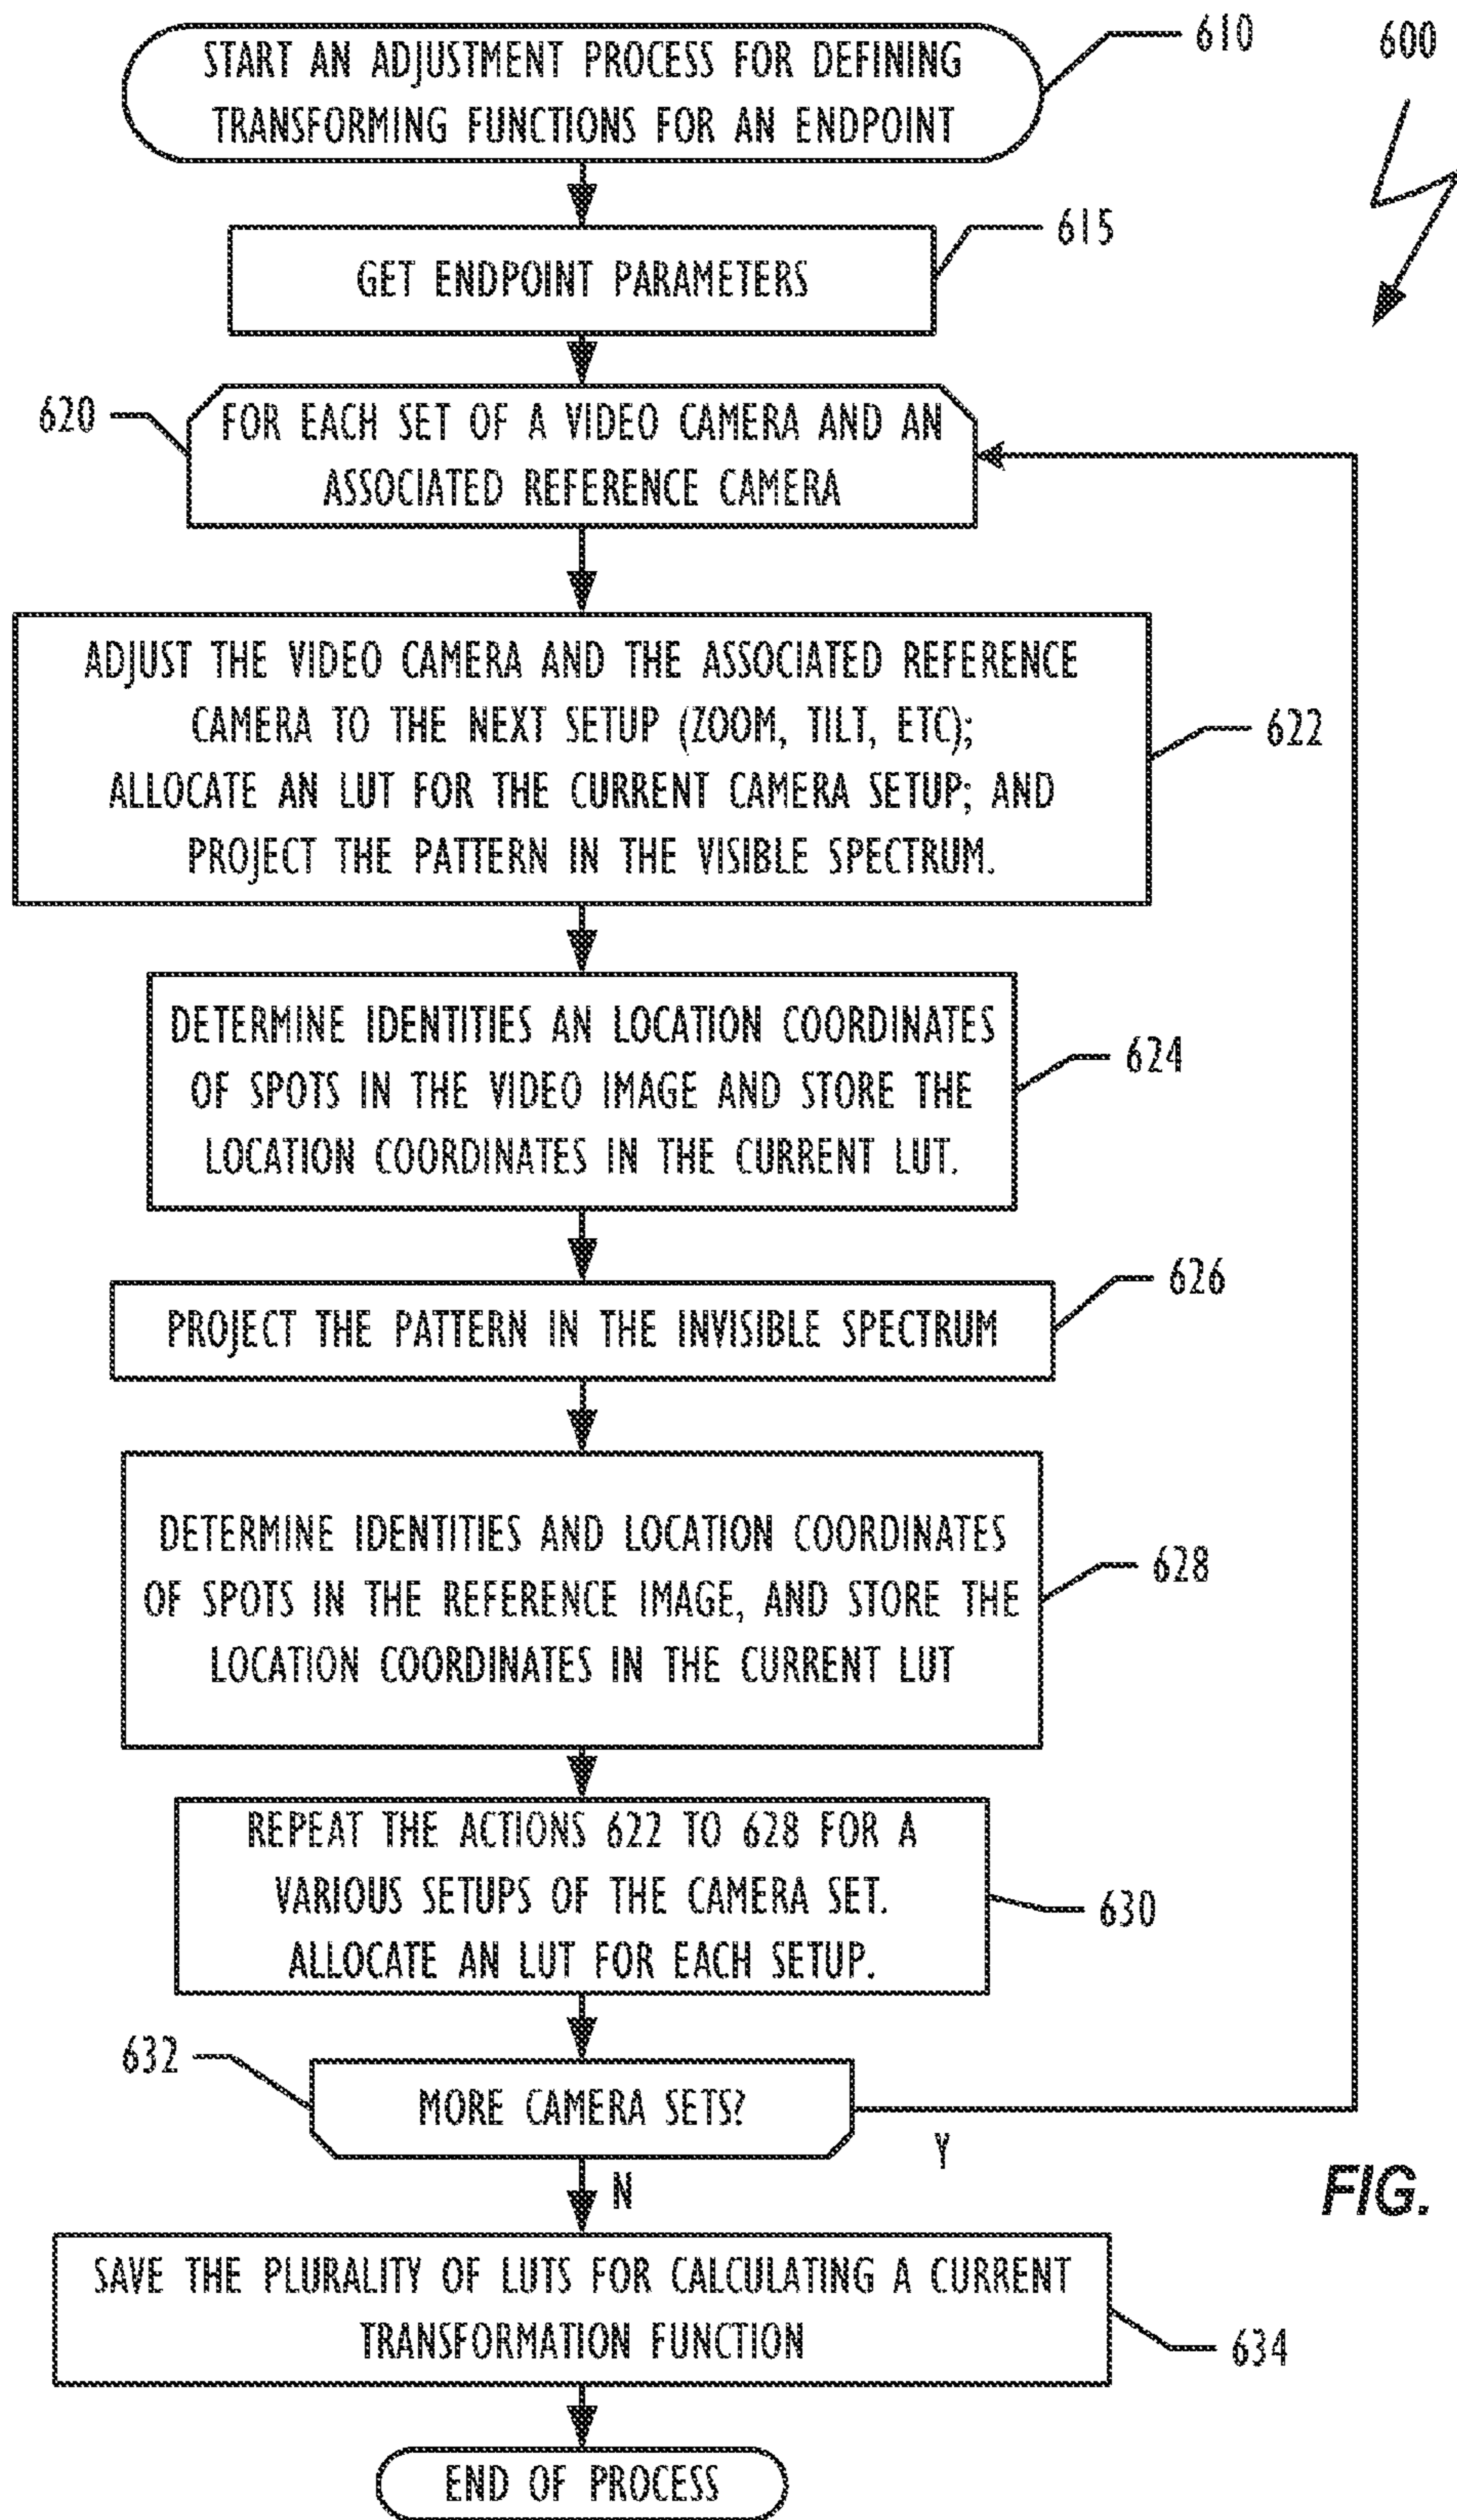 START AN ADJUSTMENT PROCESS FOR DEFINING
TRANSFORMING FUNCTIONS FOR AN ENDPOINT
610
600
GET ENDPOINT PARAMETERS
615
620
FOR EACH SET OF A VIDEO CAMERA AND AN
ASSOCIATED REFERENCE CAMERA
ADJUST THE VIDEO CAMERA AND THE ASSOCIATED REFERENCE
CAMERA TO THE NEXT SETUP (ZOOM, TILT, ETC);
ALLOCATE AN LUT FOR THE CURRENT CAMERA SETUP; AND
PROJECT THE PATTERN IN THE VISIBLE SPECTRUM.
622
DETERMINE IDENTITIES AN LOCATION COORDINATES
OF SPOTS IN THE VIDEO IMAGE AND STORE THE
LOCATION COORDINATES IN THE CURRENT LUT.
624
PROJECT THE PATTERN IN THE INVISIBLE SPECTRUM
626
DETERMINE IDENTITIES AND LOCATION COORDINATES
OF SPOTS IN THE REFERENCE IMAGE, AND STORE THE
LOCATION COORDINATES IN THE CURRENT LUT
628
REPEAT THE ACTIONS 622 TO 628 FOR A
VARIOUS SETUPS OF THE CAMERA SET.
ALLOCATE AN LUT FOR EACH SETUP.
630
632
MORE CAMERA SETS?
Y
N
FIG.
SAVE THE PLURALITY OF LUTS FOR CALCULATING A CURRENT
TRANSFORMATION FUNCTION
634
END OF PROCESS